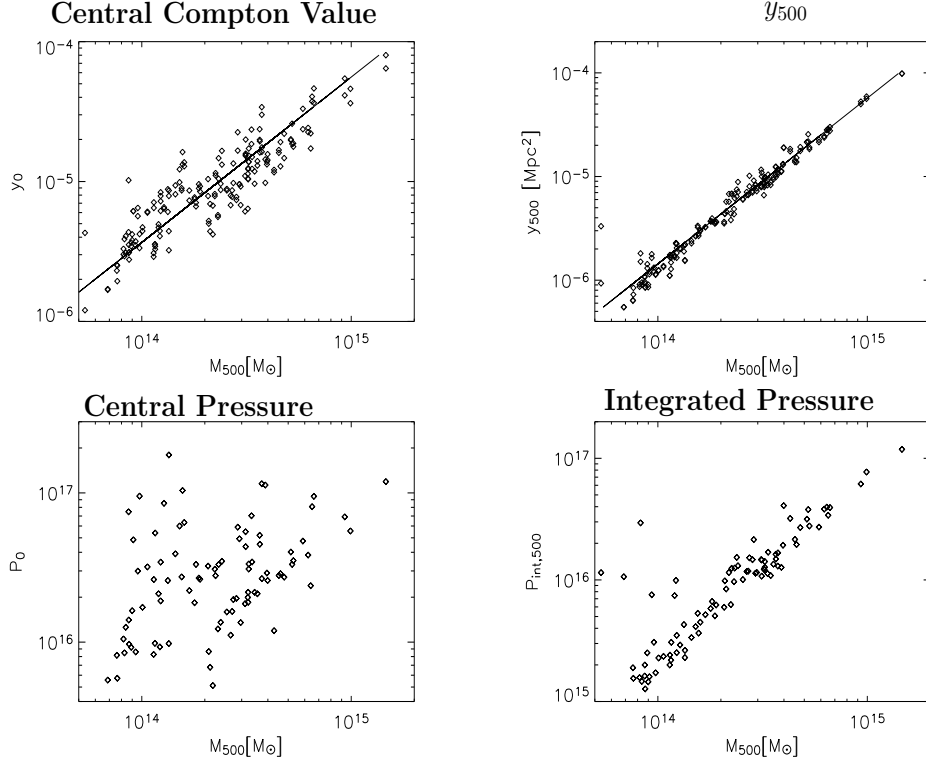 Central Compton Value
y₅₀₀
10⁻⁴
10⁻⁵
10⁻⁶
y₀
10¹⁴
10¹⁵
M₅₀₀[M☉]
10⁻⁴
10⁻⁵
10⁻⁶
y₅₀₀ [Mpc²]
10¹⁴
10¹⁵
M₅₀₀[M☉]
Central Pressure
Integrated Pressure
10¹⁷
10¹⁶
P₀
10¹⁴
10¹⁵
M₅₀₀[M☉]
10¹⁷
10¹⁶
10¹⁵
P_int,500
10¹⁴
10¹⁵
M₅₀₀[M☉]